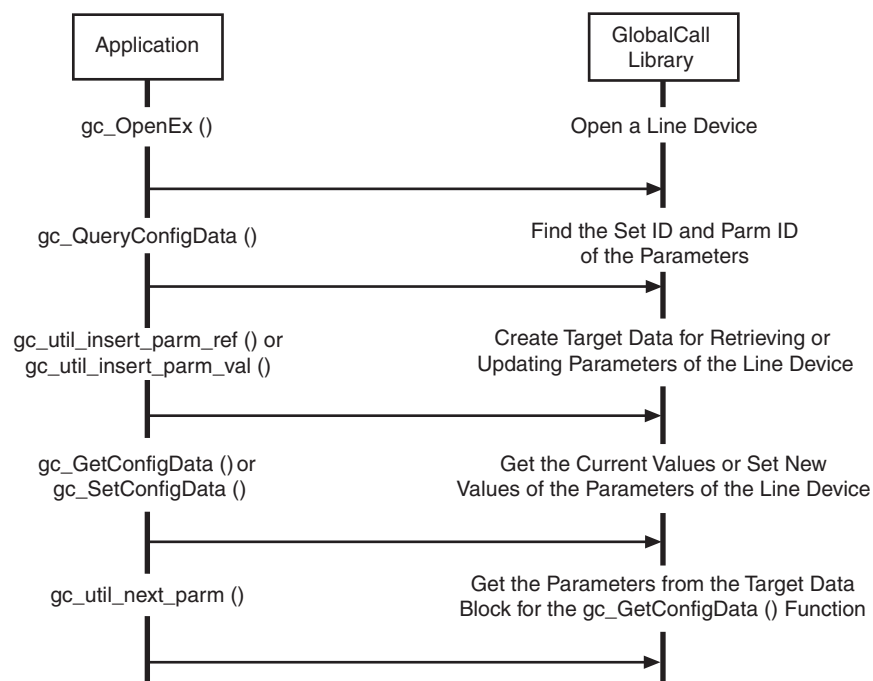 Application
GlobalCall
Library
gc_OpenEx ()
Open a Line Device
gc_QueryConfigData ()
Find the Set ID and Parm ID
of the Parameters
gc_util_insert_parm_ref () or
gc_util_insert_parm_val ()
Create Target Data for Retrieving or
Updating Parameters of the Line Device
gc_GetConfigData () or
gc_SetConfigData ()
Get the Current Values or Set New
Values of the Parameters of the Line Device
gc_util_next_parm ()
Get the Parameters from the Target Data
Block for the gc_GetConfigData () Function